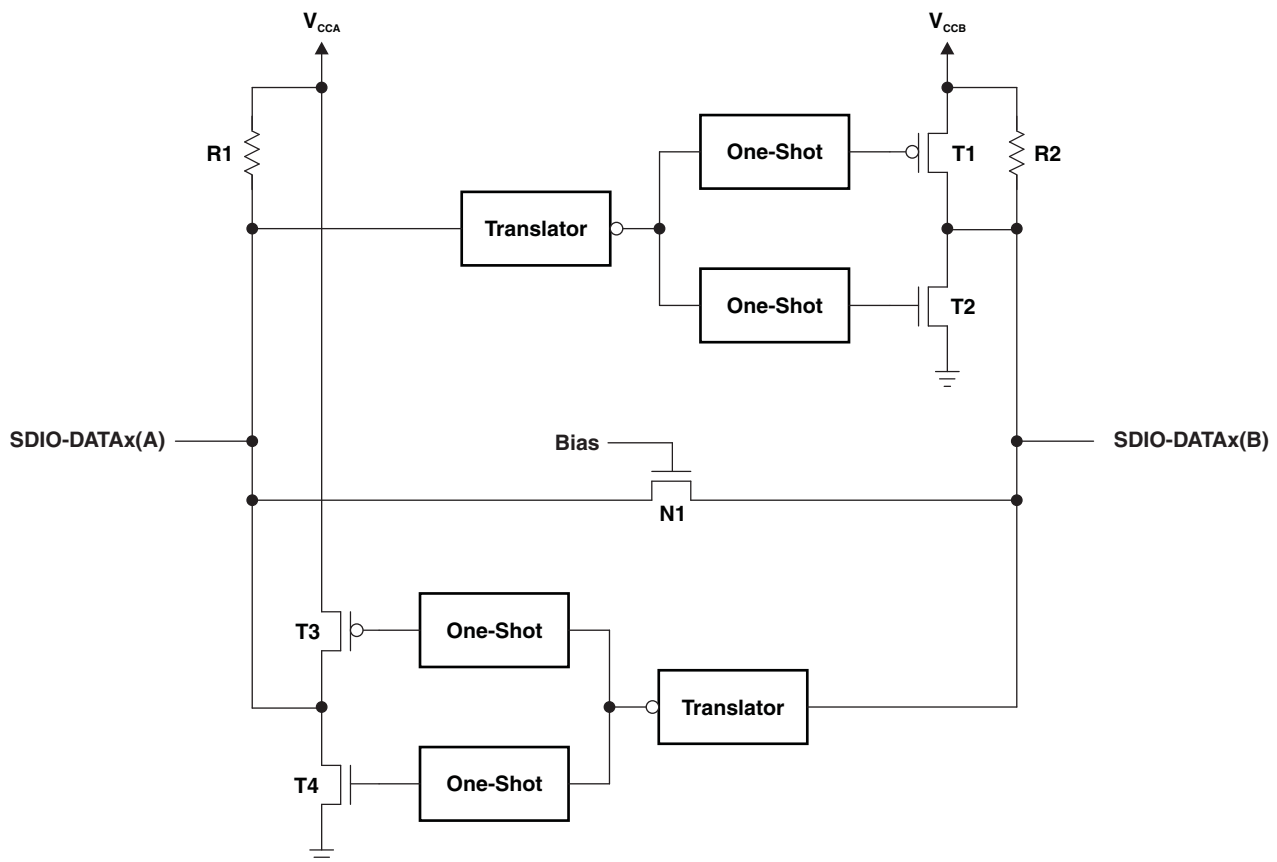 VCCA
VCCB
R1
One-Shot
T1
R2
Translator
One-Shot
T2
SDIO-DATAx(A)
Bias
SDIO-DATAx(B)
N1
T3
One-Shot
Translator
T4
One-Shot